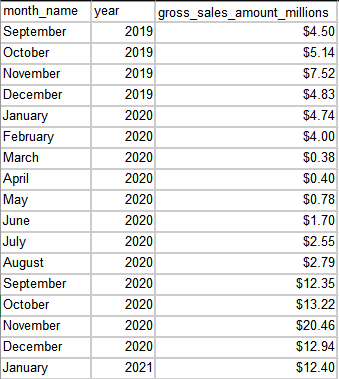 month_name year gross_sales_amount_millions
September 2019 $4.50
October 2019 $5.14
November 2019 $7.52
December 2019 $4.83
January 2020 $4.74
February 2020 $4.00
March 2020 $0.38
April 2020 $0.40
May 2020 $0.78
June 2020 $1.70
July 2020 $2.55
August 2020 $2.79
September 2020 $12.35
October 2020 $13.22
November 2020 $20.46
December 2020 $12.94
January 2021 $12.40